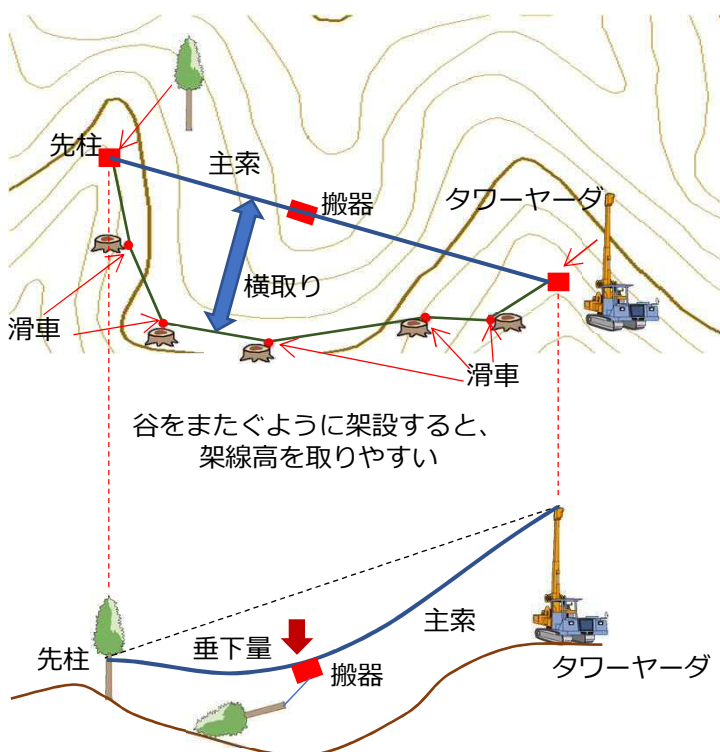 先柱
主索
搬器
タワーヤーダ
横取り
滑車
滑車
谷をまたぐように架設すると、
架線高を取りやすい
先柱
垂下量
搬器
主索
タワーヤーダ